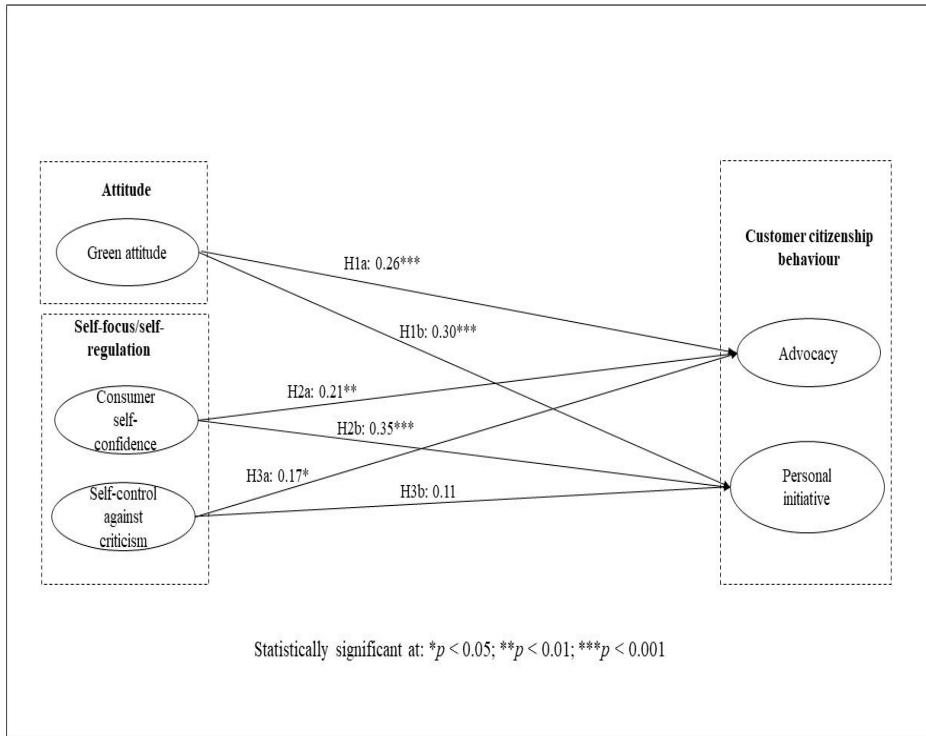 Attitude
Green attitude
Self-focus/self-
regulation
Consumer
self-
confidence
Self-control
against
criticism
H1a: 0.26***
H1b: 0.30***
H2a: 0.21**
H2b: 0.35***
H3a: 0.17*
H3b: 0.11
Customer citizenship
behaviour
Advocacy
Personal
initiative
Statistically significant at: *p < 0.05; **p < 0.01; ***p < 0.001